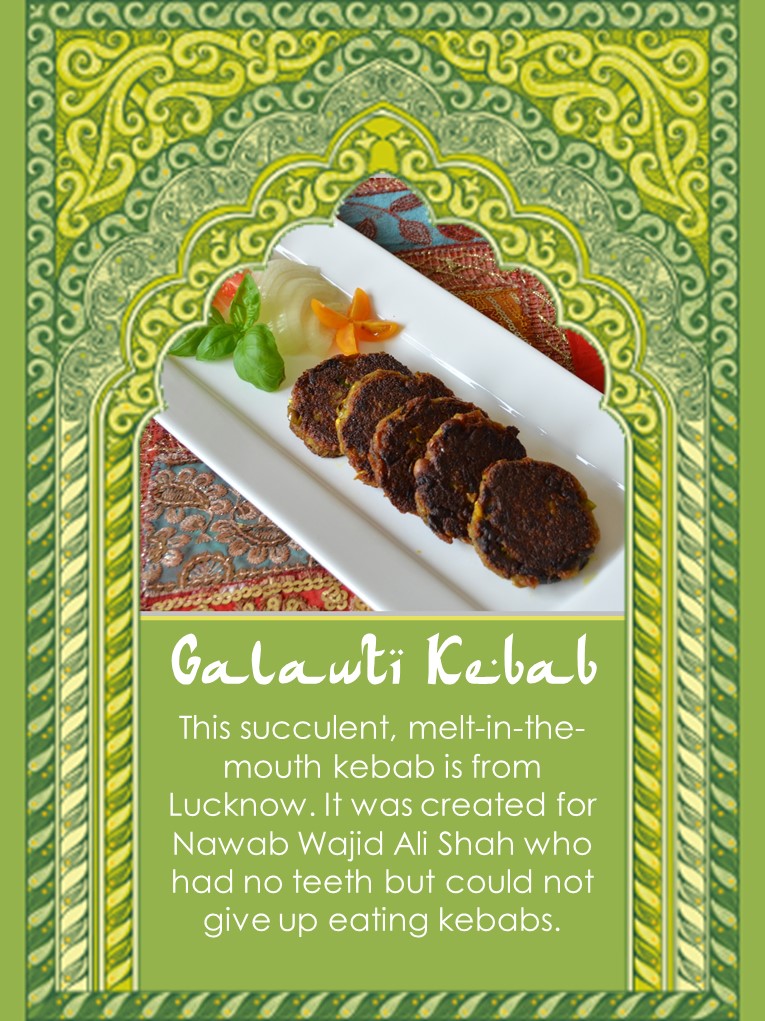 Galawti Kebab
This succulent, melt-in-the-
mouth kebab is from
Lucknow. It was created for
Nawab Wajid Ali Shah who
had no teeth but could not
give up eating kebabs.